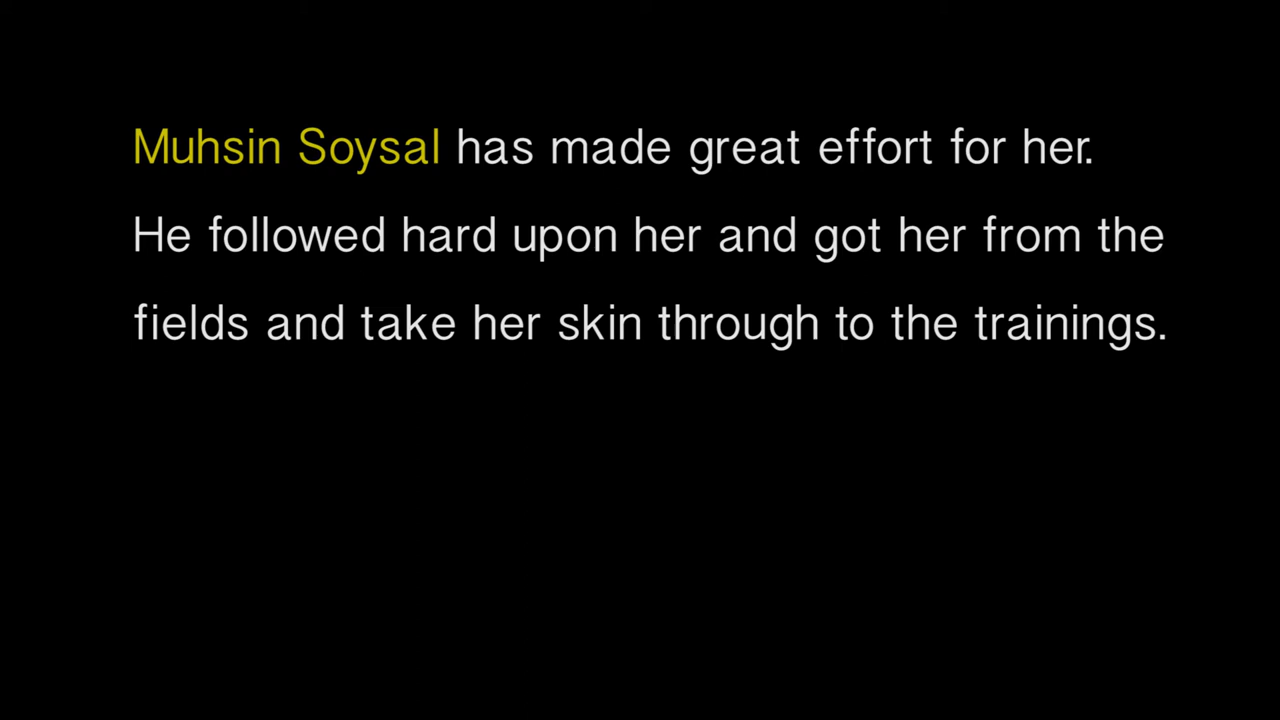 Muhsin Soysal has made great effort for her.
He followed hard upon her and got her from the
fields and take her skin through to the trainings.